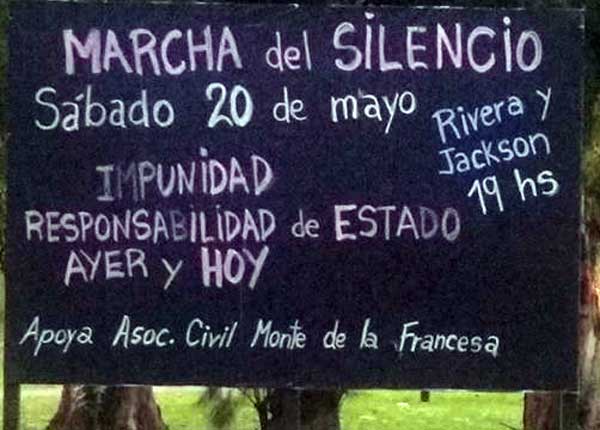 MARCHA del SILENCIO
Sábado 20 de mayo
Rivera y
Jackson
19 hs
IMPUNIDAD
RESPONSABILIDAD de ESTADO
AYER y HOY
Apoya Asoc. Civil Monte de la Francesa